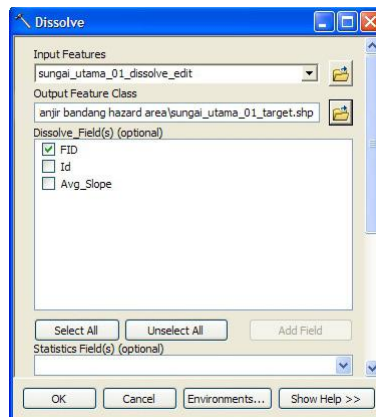 Dissolve
Input Features
sungai_utama_01_dissolve_edit
Output Feature Class
anjir bandang hazard area\sungai_utama_01_target.shp
Dissolve_Field(s) (optional)
FID
Id
Avg_Slope
Select All Unselect All Add Field
Statistics Field(s) (optional)
OK Cancel Environments... Show Help >>